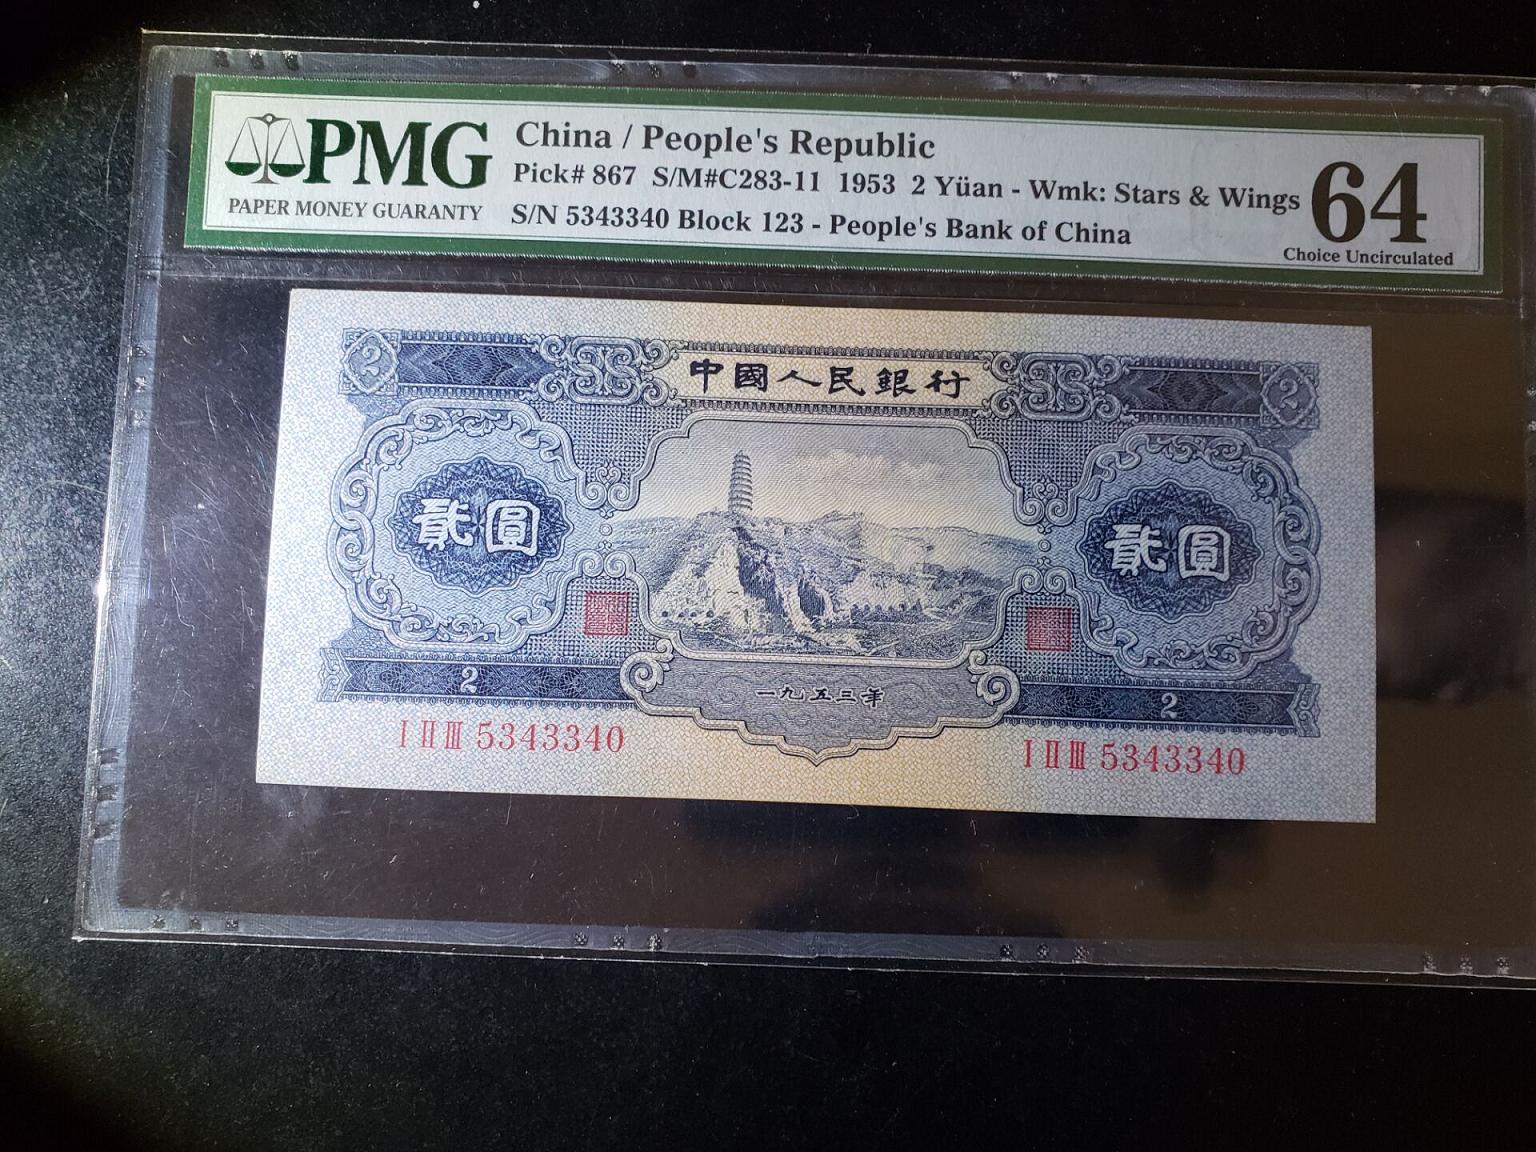 PMG
PAPER MONEY GUARANTY
China / People's Republic
Pick# 867 S/M#C283-11 1953 2 Yüan - Wmk: Stars & Wings
S/N 5343340 Block 123 - People's Bank of China
64
Choice Uncirculated
2 中國人民銀行 2
貳圓 貳圓
2 一九五三年 2
I II III 5343340 I II III 5343340